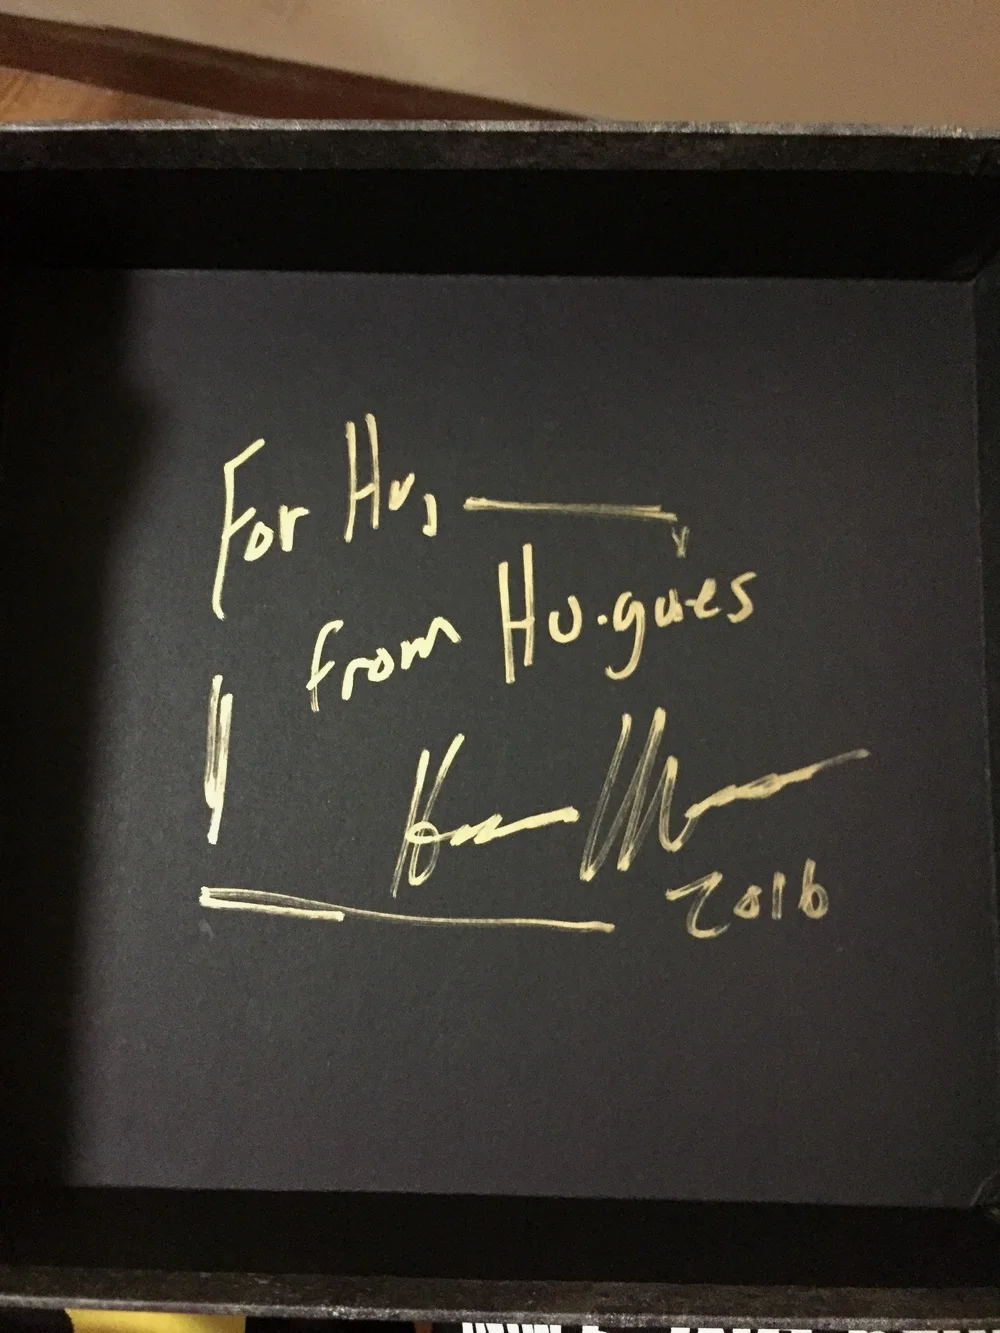 For Hu,
from Hu.gues
2016